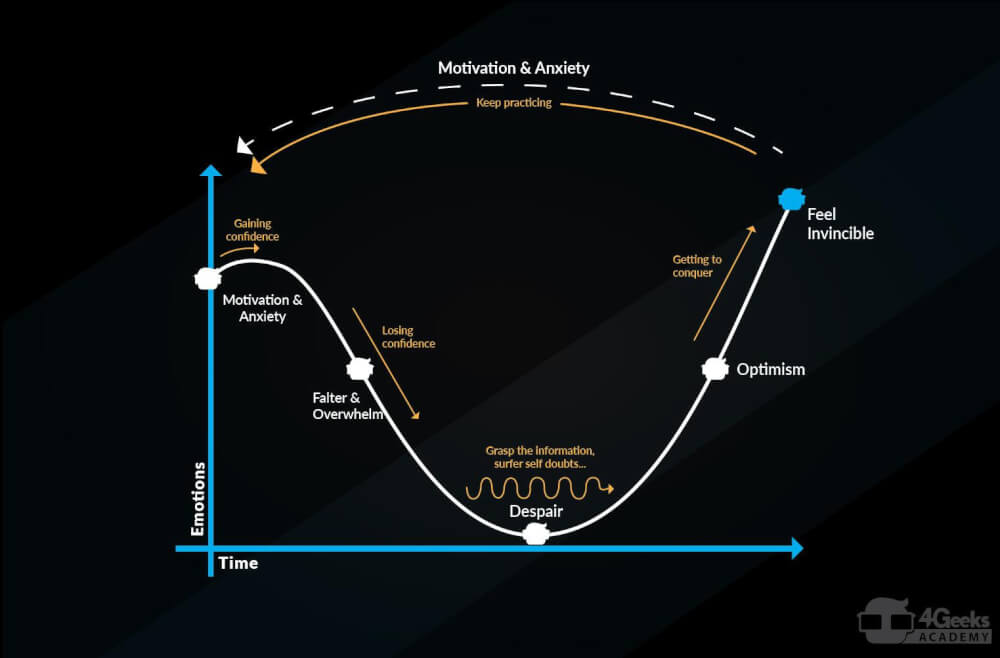 Motivation & Anxiety
Keep practicing
Gaining
confidence
Motivation &
Anxiety
Losing
confidence
Falter &
Overwhelm
Grasp the information,
surfer self doubts...
Despair
Getting to
conquer
Optimism
Feel
Invincible
Emotions
Time
4Geeks
ACADEMY